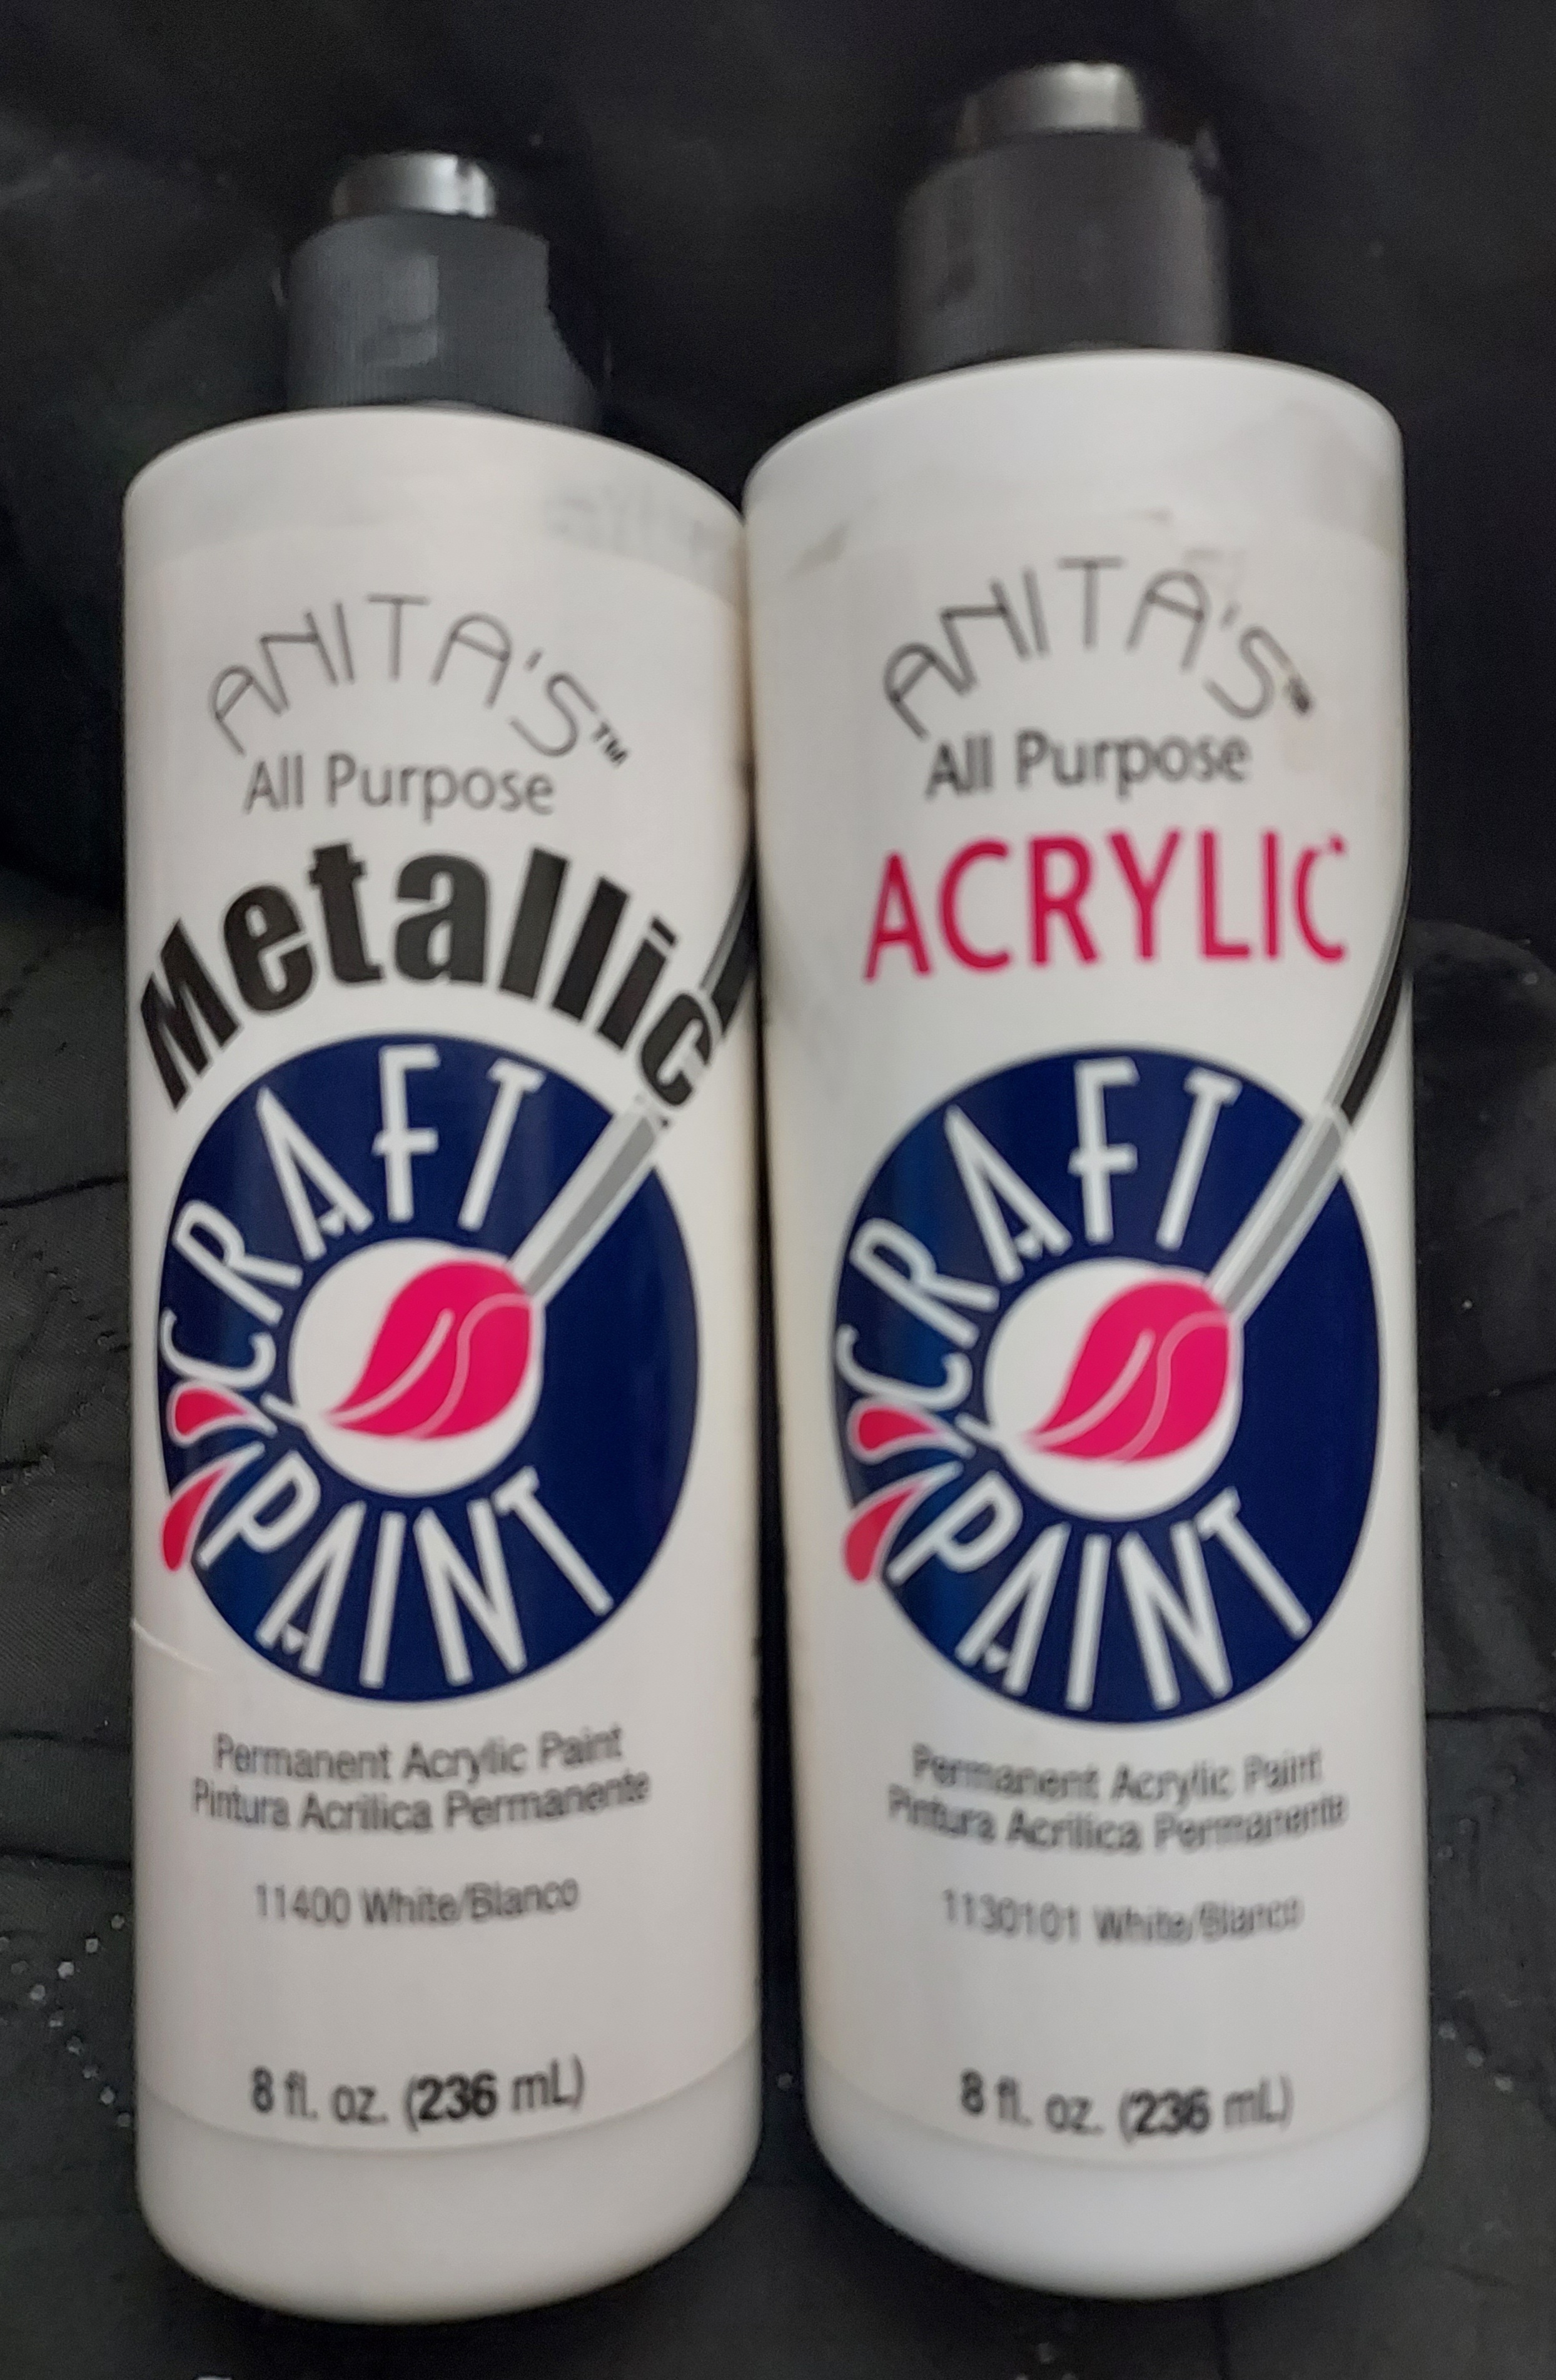 ANITA'S™
All Purpose
Metallic
CRAFT
PAINT
Permanent Acrylic Paint
Pintura Acrilica Permanente
11400 White/Blanco
8 fl. oz. (236 mL)
ANITA'S™
All Purpose
ACRYLIC
CRAFT
PAINT
Permanent Acrylic Paint
Pintura Acrilica Permanente
1130101 White/Blanco
8 fl. oz. (236 mL)